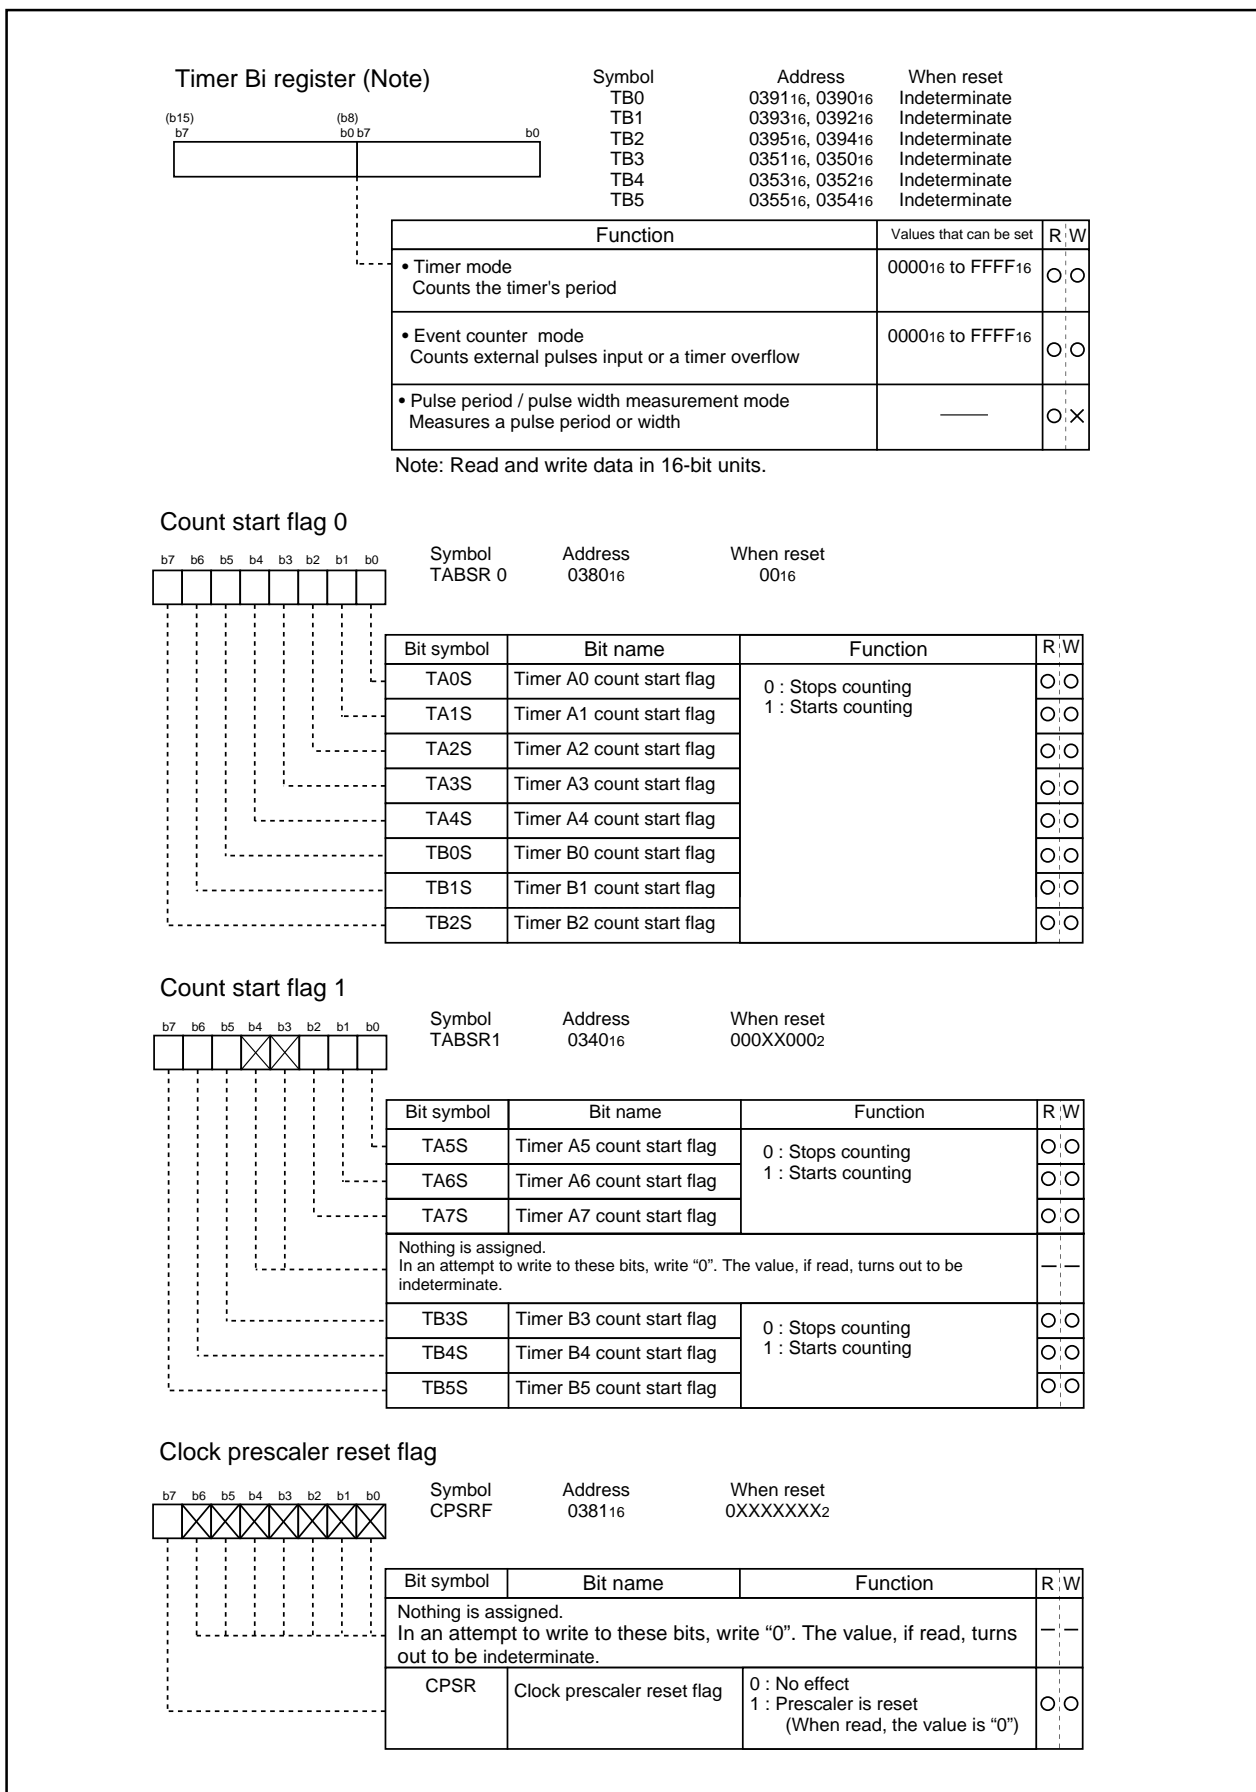 Timer Bi register (Note)
Symbol Address When reset
TB0 039116, 039016 Indeterminate
TB1 039316, 039216 Indeterminate
TB2 039516, 039416 Indeterminate
TB3 035116, 035016 Indeterminate
TB4 035316, 035216 Indeterminate
TB5 035516, 035416 Indeterminate
(b15) (b8)
b7 b0 b7 b0
Function Values that can be set R W
• Timer mode 000016 to FFFF16
Counts the timer's period
• Event counter mode 000016 to FFFF16
Counts external pulses input or a timer overflow
• Pulse period / pulse width measurement mode
Measures a pulse period or width
Note: Read and write data in 16-bit units.
Count start flag 0
Symbol Address When reset
TABSR 0 038016 0016
b7 b6 b5 b4 b3 b2 b1 b0
Bit symbol Bit name Function R W
TA0S Timer A0 count start flag 0 : Stops counting
TA1S Timer A1 count start flag 1 : Starts counting
TA2S Timer A2 count start flag
TA3S Timer A3 count start flag
TA4S Timer A4 count start flag
TB0S Timer B0 count start flag
TB1S Timer B1 count start flag
TB2S Timer B2 count start flag
Count start flag 1
Symbol Address When reset
TABSR1 034016 000XX0002
b7 b6 b5 b4 b3 b2 b1 b0
Bit symbol Bit name Function R W
TA5S Timer A5 count start flag 0 : Stops counting
TA6S Timer A6 count start flag 1 : Starts counting
TA7S Timer A7 count start flag
Nothing is assigned.
In an attempt to write to these bits, write “0”. The value, if read, turns out to be
indeterminate.
TB3S Timer B3 count start flag 0 : Stops counting
TB4S Timer B4 count start flag 1 : Starts counting
TB5S Timer B5 count start flag
Clock prescaler reset flag
Symbol Address When reset
CPSRF 038116 0XXXXXXX2
b7 b6 b5 b4 b3 b2 b1 b0
Bit symbol Bit name Function R W
Nothing is assigned.
In an attempt to write to these bits, write “0”. The value, if read, turns
out to be indeterminate.
CPSR Clock prescaler reset flag 0 : No effect
1 : Prescaler is reset
(When read, the value is “0”)